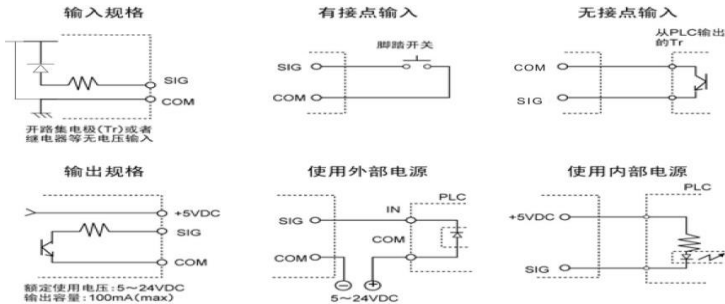 输入规格
SIG
COM
开路集电极(Tr)或者
继电器等无电压输入
有接点输入
脚踏开关
SIG
COM
无接点输入
从PLC输出
的Tr
COM
SIG
输出规格
+5VDC
SIG
COM
额定使用电压:5～24VDC
输出容量:100mA(max)
使用外部电源
PLC
IN
SIG
COM
COM
5～24VDC
使用内部电源
PLC
+5VDC
SIG